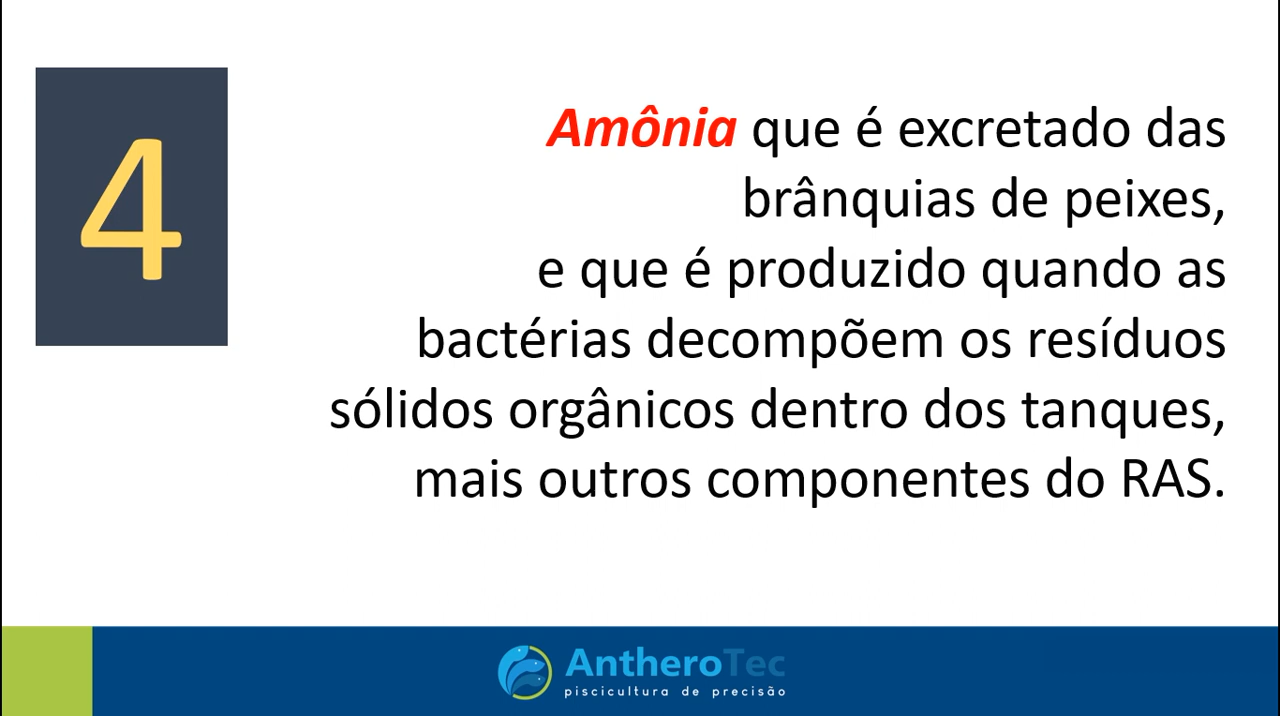 4
Amônia que é excretado das
brânquias de peixes,
e que é produzido quando as
bactérias decompõem os resíduos
sólidos orgânicos dentro dos tanques,
mais outros componentes do RAS.
AntheroTec
piscicultura de precisão